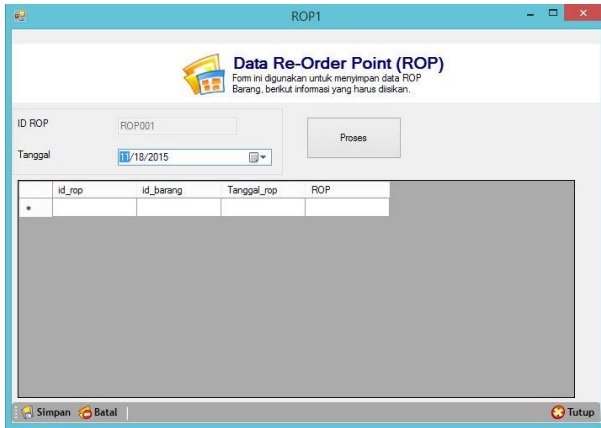 ROP1
Data Re-Order Point (ROP)
Form ini digunakan untuk menyimpan data ROP
Barang, berikut informasi yang harus diisikan.
ID ROP
ROP001
Proses
Tanggal
11/18/2015
id_rop id_barang Tanggal_rop ROP
*
Simpan Batal Tutup